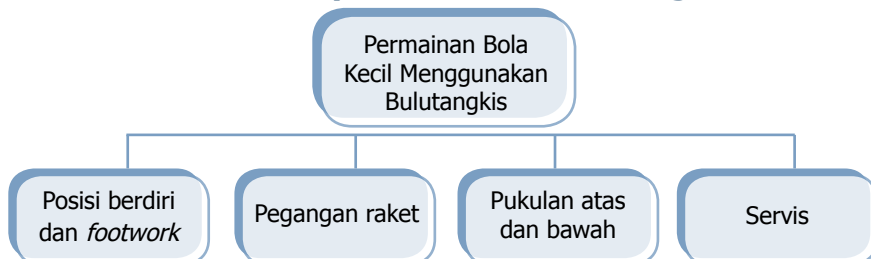 Permainan Bola
Kecil Menggunakan
Bulutangkis
Posisi berdiri
dan footwork
Pegangan raket
Pukulan atas
dan bawah
Servis